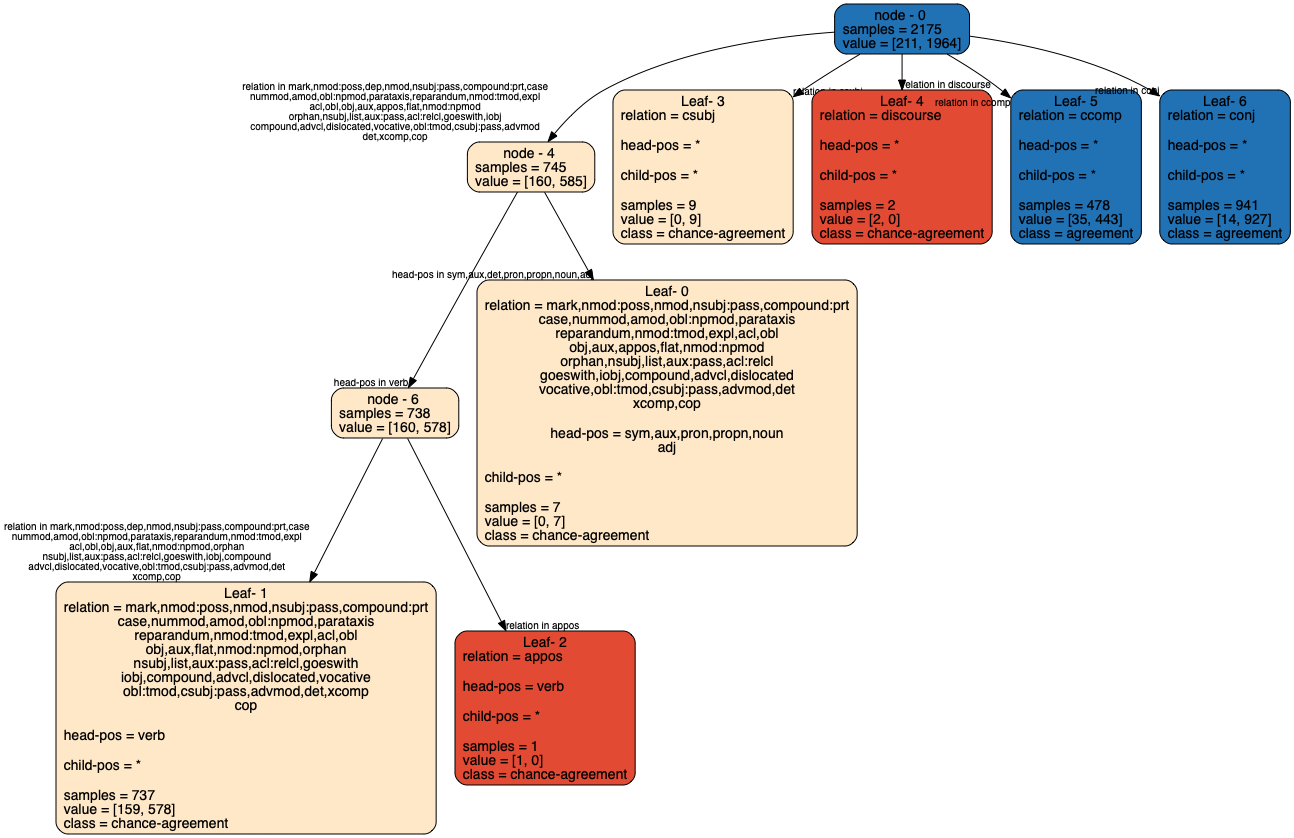 node - 0
samples = 2175
value = [211, 1964]
relation in mark,nmod:poss,dep,nmod,nsubj:pass,compound:prt,case
nummod,amod,obl:npmod,parataxis,reparandum,nmod:tmod,expl
acl,obl,obj,aux,appos,flat,nmod:npmod
orphan,nsubj,list,aux:pass,acl:relcl,goeswith,iobj
compound,advcl,dislocated,vocative,obl:tmod,csubj:pass,advmod
det,xcomp,cop
relation in csubj
Leaf- 3
relation = csubj
head-pos = *
child-pos = *
samples = 9
value = [0, 9]
class = chance-agreement
relation in discourse
Leaf- 4
relation = discourse
head-pos = *
child-pos = *
samples = 2
value = [2, 0]
class = chance-agreement
relation in ccomp
Leaf- 5
relation = ccomp
head-pos = *
child-pos = *
samples = 478
value = [35, 443]
class = agreement
relation in conj
Leaf- 6
relation = conj
head-pos = *
child-pos = *
samples = 941
value = [14, 927]
class = agreement
node - 4
samples = 745
value = [160, 585]
head-pos in sym,aux,det,pron,propn,noun,adj
Leaf- 0
relation = mark,nmod:poss,nmod,nsubj:pass,compound:prt
case,nummod,amod,obl:npmod,parataxis
reparandum,nmod:tmod,expl,acl,obl
obj,aux,appos,flat,nmod:npmod
orphan,nsubj,list,aux:pass,acl:relcl
goeswith,iobj,compound,advcl,dislocated
vocative,obl:tmod,csubj:pass,advmod,det
xcomp,cop
head-pos = sym,aux,pron,propn,noun
adj
child-pos = *
samples = 7
value = [0, 7]
class = chance-agreement
head-pos in verb
node - 6
samples = 738
value = [160, 578]
relation in mark,nmod:poss,dep,nmod,nsubj:pass,compound:prt,case
nummod,amod,obl:npmod,parataxis,reparandum,nmod:tmod,expl
acl,obl,obj,aux,flat,nmod:npmod,orphan
nsubj,list,aux:pass,acl:relcl,goeswith,iobj,compound
advcl,dislocated,vocative,obl:tmod,csubj:pass,advmod,det
xcomp,cop
Leaf- 1
relation = mark,nmod:poss,nmod,nsubj:pass,compound:prt
case,nummod,amod,obl:npmod,parataxis
reparandum,nmod:tmod,expl,acl,obl
obj,aux,flat,nmod:npmod,orphan
nsubj,list,aux:pass,acl:relcl,goeswith
iobj,compound,advcl,dislocated,vocative
obl:tmod,csubj:pass,advmod,det,xcomp
cop
head-pos = verb
child-pos = *
samples = 737
value = [159, 578]
class = chance-agreement
relation in appos
Leaf- 2
relation = appos
head-pos = verb
child-pos = *
samples = 1
value = [1, 0]
class = chance-agreement